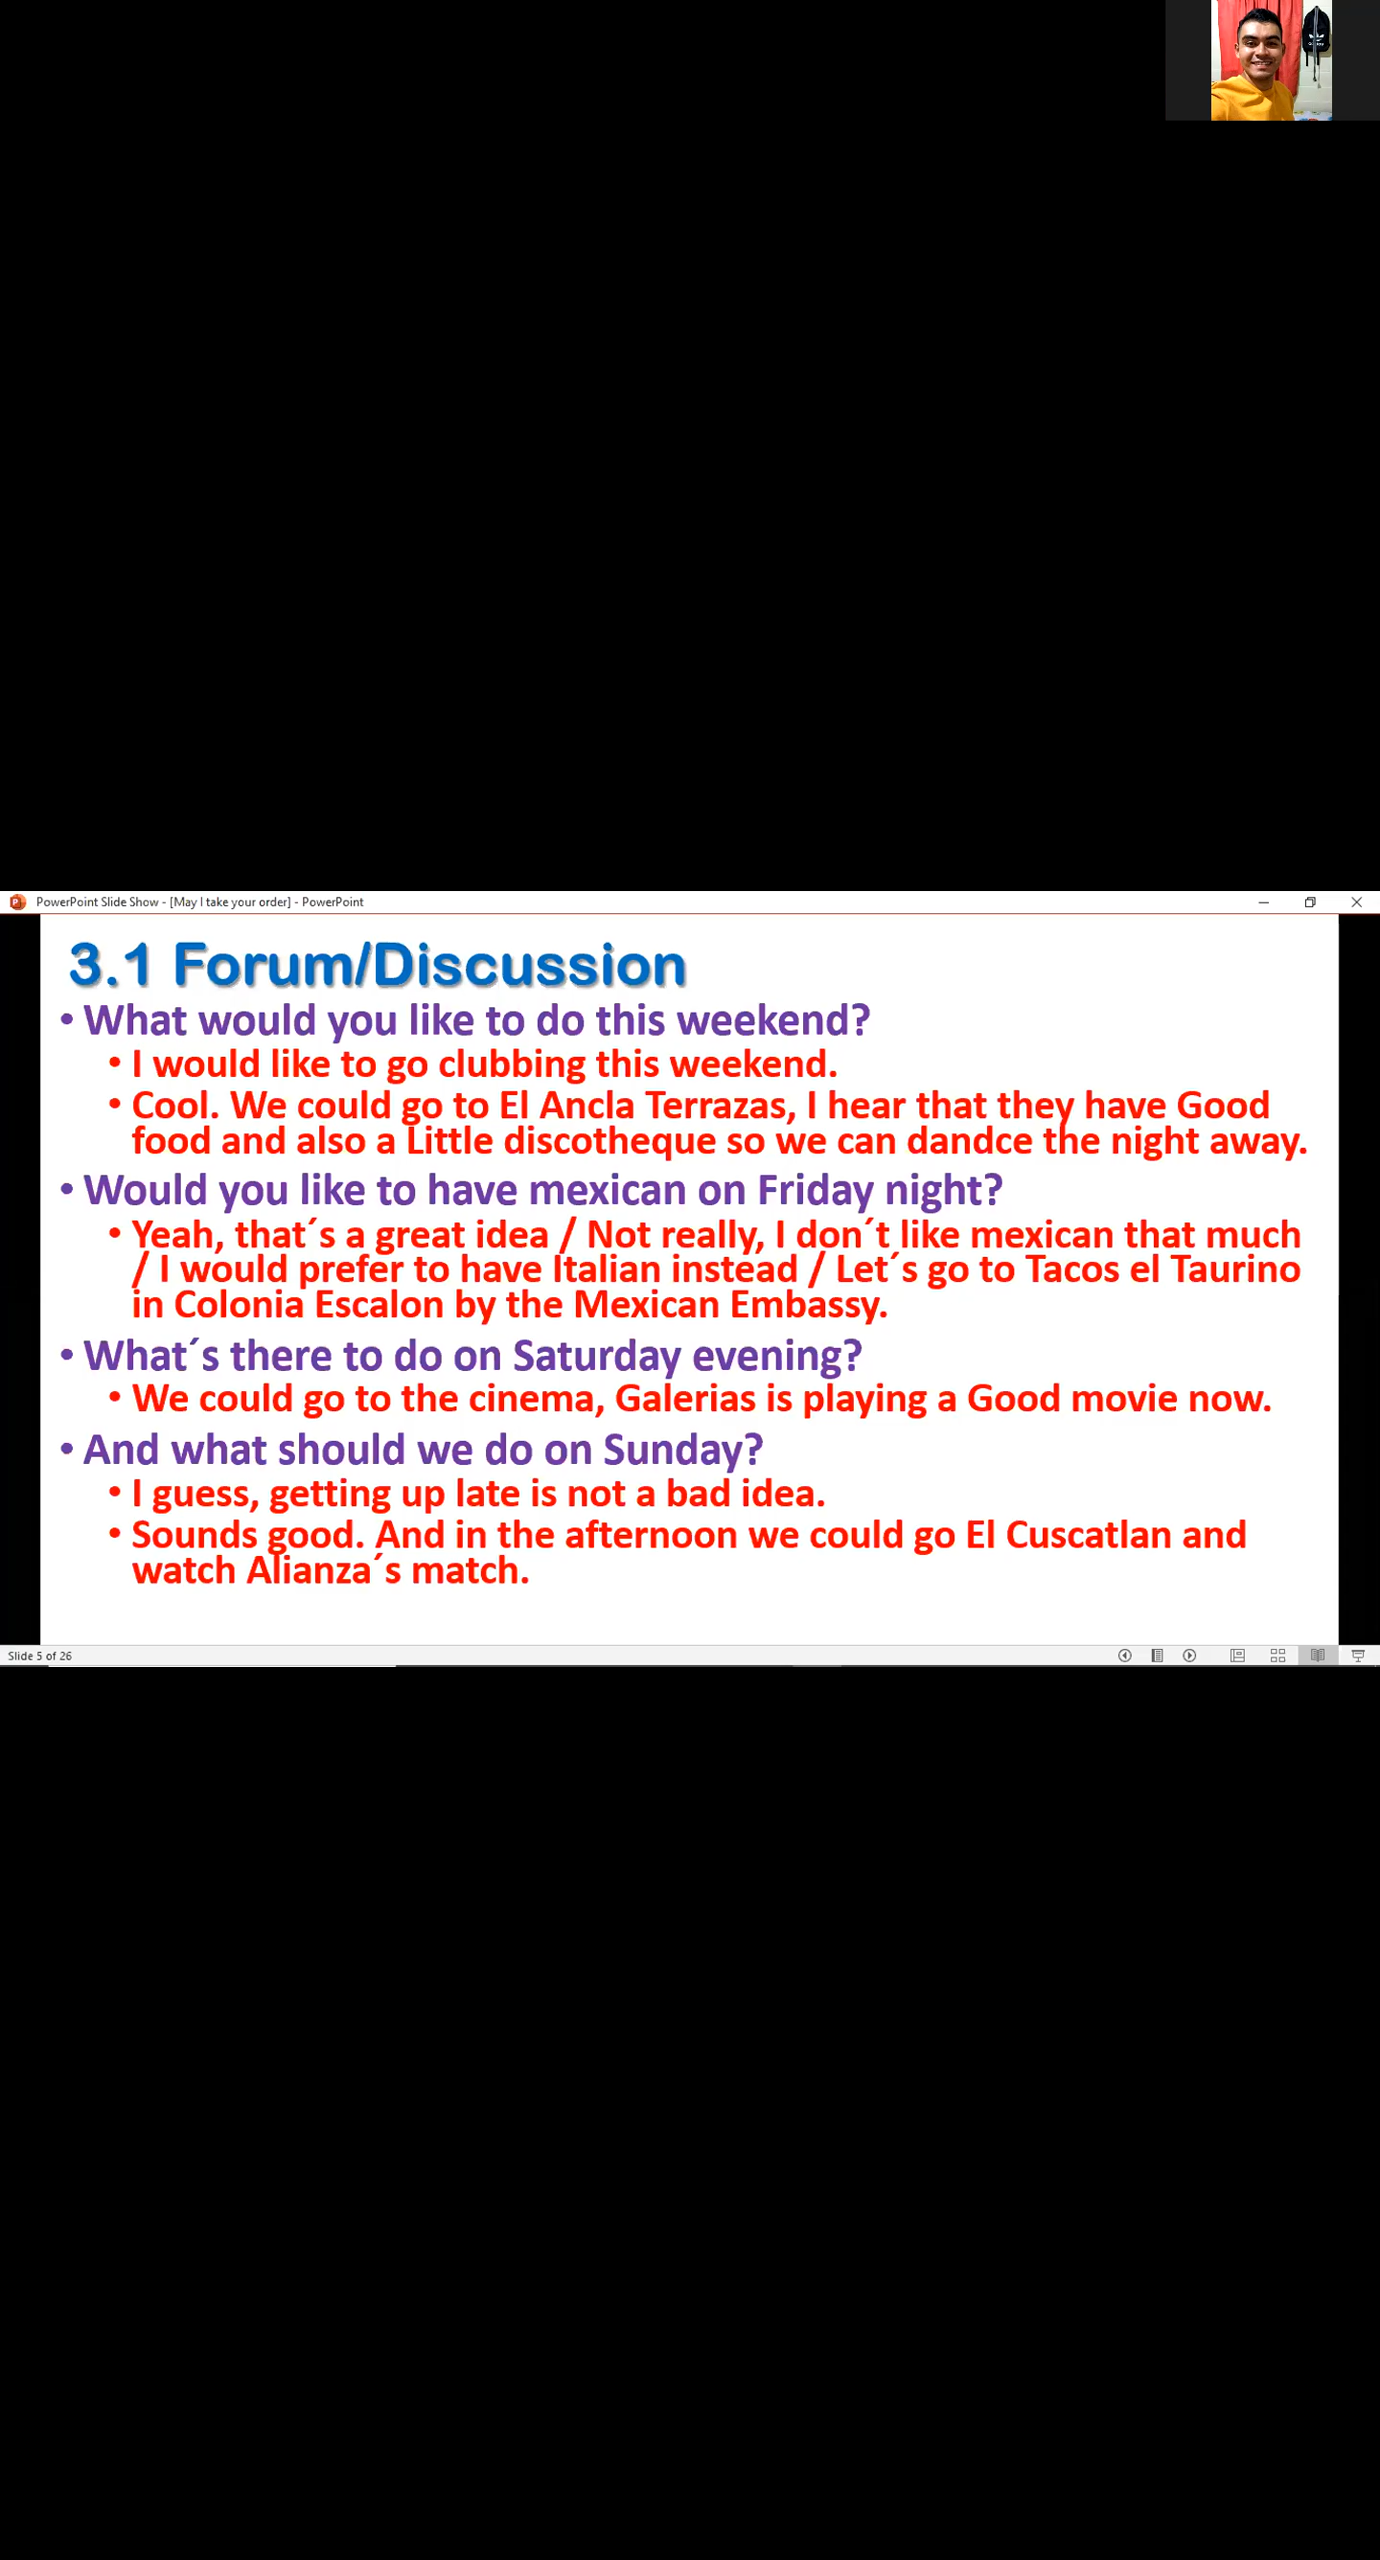 PowerPoint Slide Show - [May I take your order] - PowerPoint
3.1 Forum/Discussion
• What would you like to do this weekend?
• I would like to go clubbing this weekend.
• Cool. We could go to El Ancla Terrazas, I hear that they have Good
food and also a Little discotheque so we can dandce the night away.
• Would you like to have mexican on Friday night?
• Yeah, that´s a great idea / Not really, I don´t like mexican that much
/ I would prefer to have Italian instead / Let´s go to Tacos el Taurino
in Colonia Escalon by the Mexican Embassy.
• What´s there to do on Saturday evening?
• We could go to the cinema, Galerias is playing a Good movie now.
• And what should we do on Sunday?
• I guess, getting up late is not a bad idea.
• Sounds good. And in the afternoon we could go El Cuscatlan and
watch Alianza´s match.
Slide 5 of 26